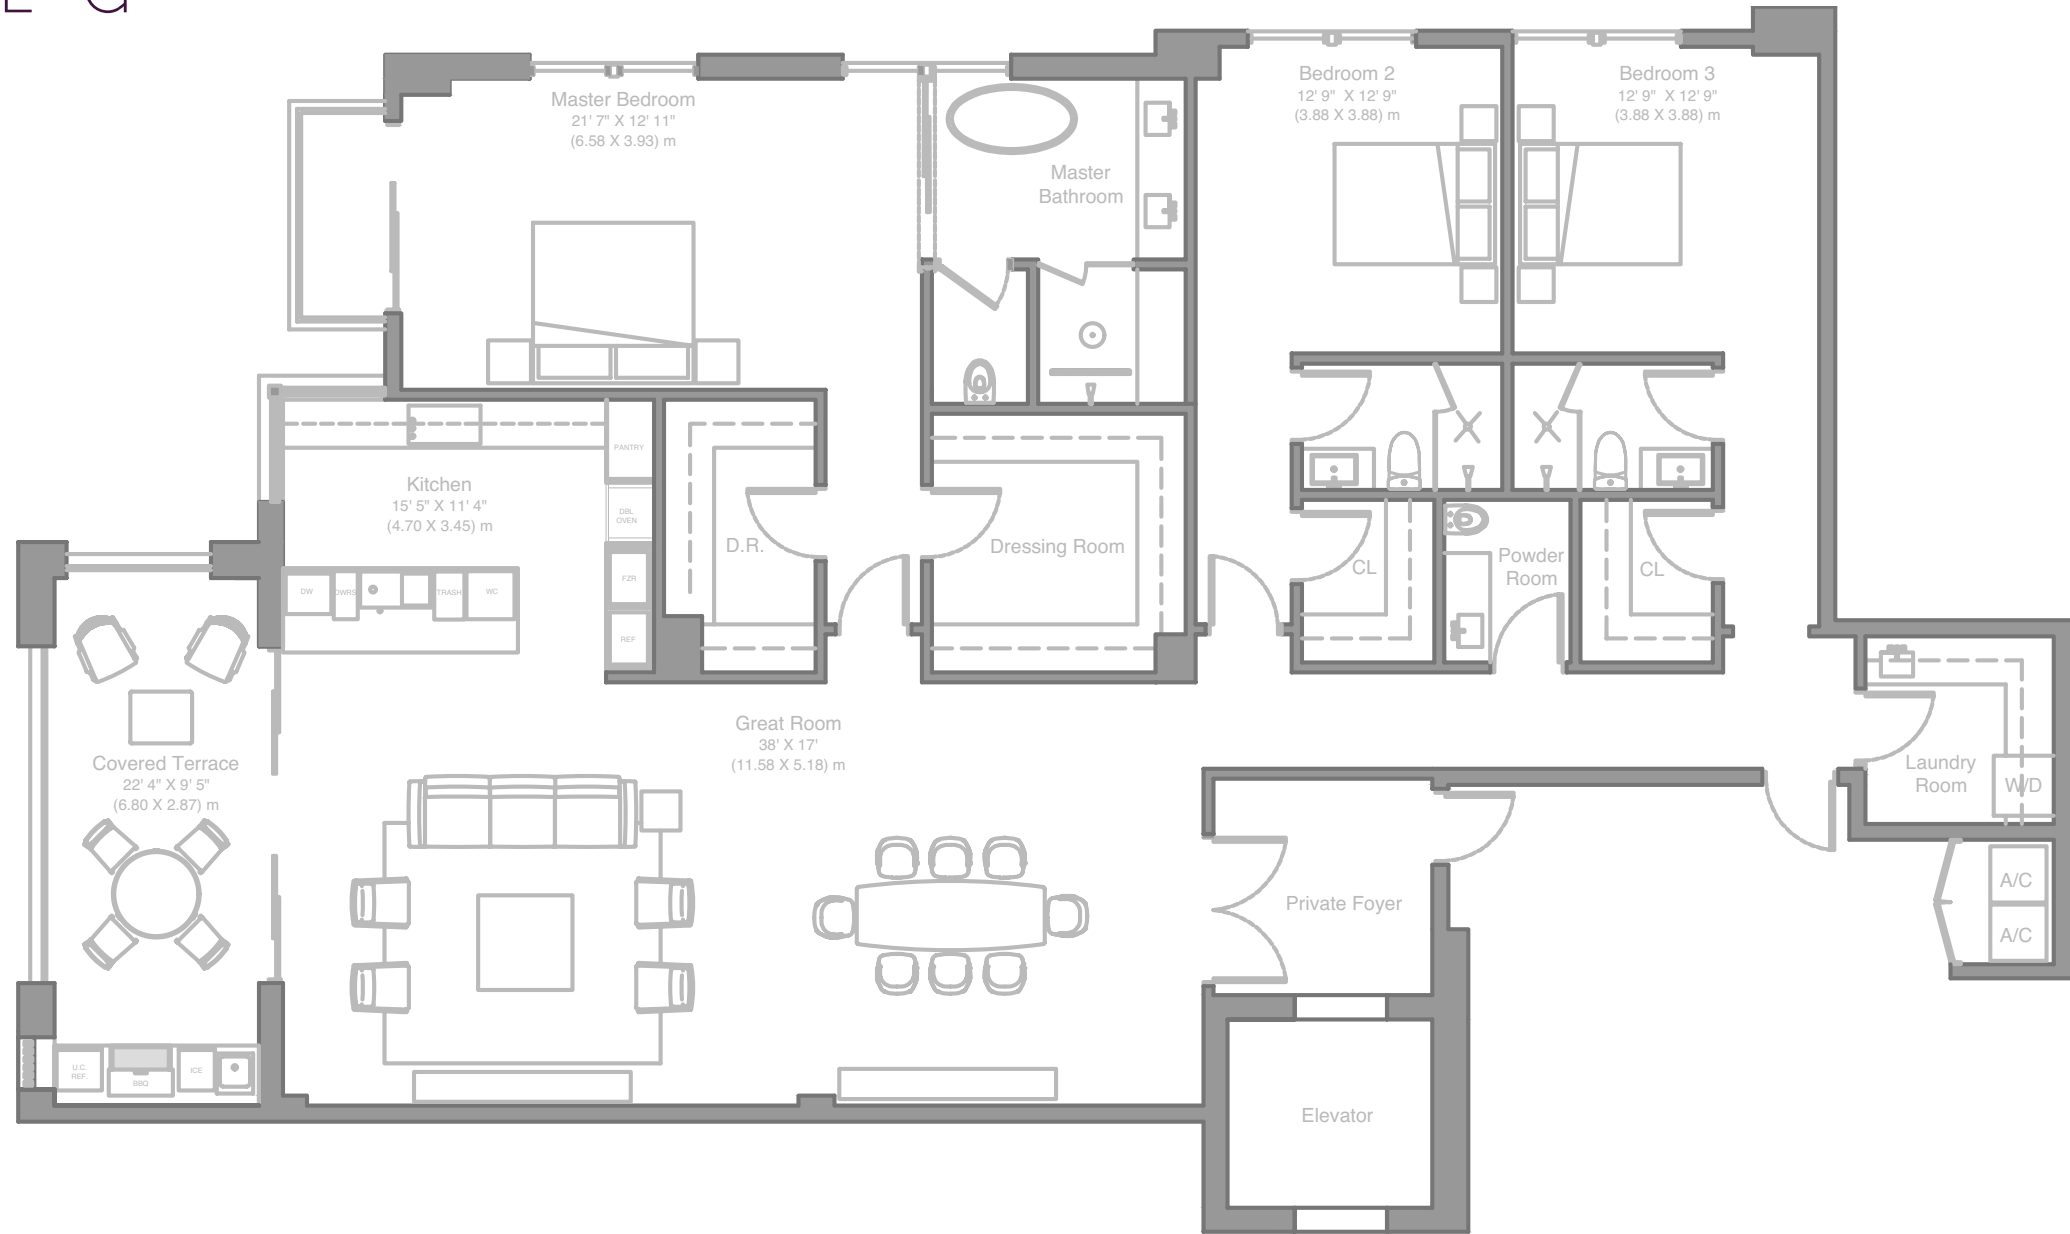 Master Bedroom
21' 7" X 12' 11"
(6.58 X 3.93) m
Master
Bathroom
Bedroom 2
12' 9" X 12' 9"
(3.88 X 3.88) m
Bedroom 3
12' 9" X 12' 9"
(3.88 X 3.88) m
Kitchen
15' 5" X 11' 4"
(4.70 X 3.45) m
PANTRY
DBL
OVEN
FZR
REF
DW
DWRS
TRASH
WC
D.R.
Dressing Room
CL
Powder
Room
CL
Great Room
38' X 17'
(11.58 X 5.18) m
Covered Terrace
22' 4" X 9' 5"
(6.80 X 2.87) m
Laundry
Room
W/D
A/C
A/C
Private Foyer
U.C.
REF.
BBQ
ICE
Elevator